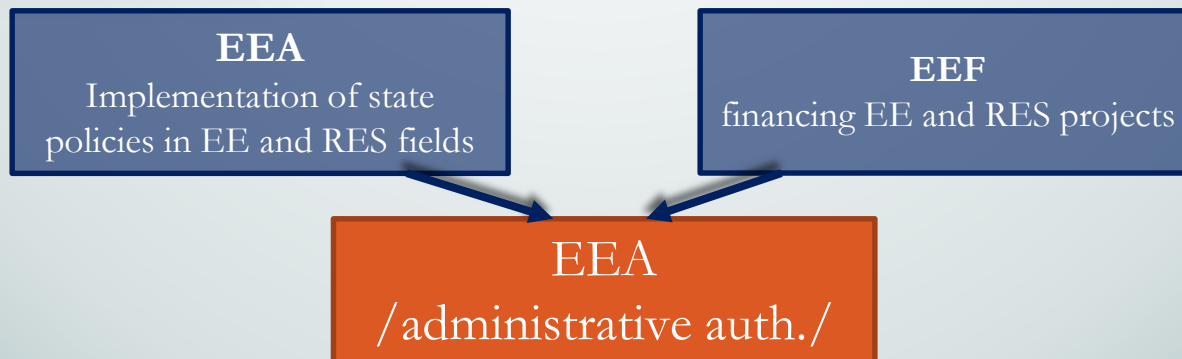 EEA
Implementation of state
policies in EE and RES fields
EEF
financing EE and RES projects
EEA
/administrative auth./